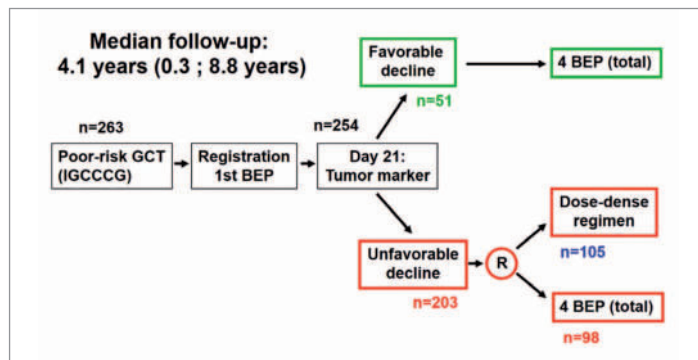 Median follow-up:
4.1 years (0.3 ; 8.8 years)
Favorable
decline
n=51
4 BEP (total)
n=263
Poor-risk GCT
(IGCCCG)
Registration
1st BEP
n=254
Day 21:
Tumor marker
Unfavorable
decline
n=203
R
Dose-dense
regimen
n=105
4 BEP (total)
n=98